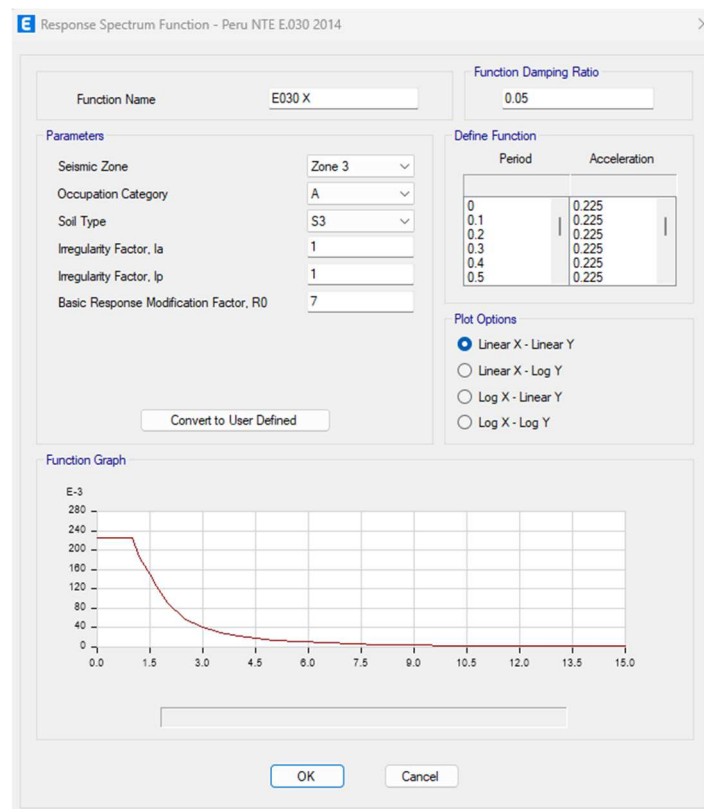 E Response Spectrum Function - Peru NTE E.030 2014
Function Name E030 X
Function Damping Ratio
0.05
Parameters
Seismic Zone Zone 3
Occupation Category A
Soil Type S3
Irregularity Factor, Ia 1
Irregularity Factor, Ip 1
Basic Response Modification Factor, R0 7
Convert to User Defined
Define Function
Period Acceleration
0 0.225
0.1 0.225
0.2 0.225
0.3 0.225
0.4 0.225
0.5 0.225
Plot Options
Linear X - Linear Y
Linear X - Log Y
Log X - Linear Y
Log X - Log Y
Function Graph
E-3
280
240
200
160
120
80
40
0
0.0 1.5 3.0 4.5 6.0 7.5 9.0 10.5 12.0 13.5 15.0
OK Cancel